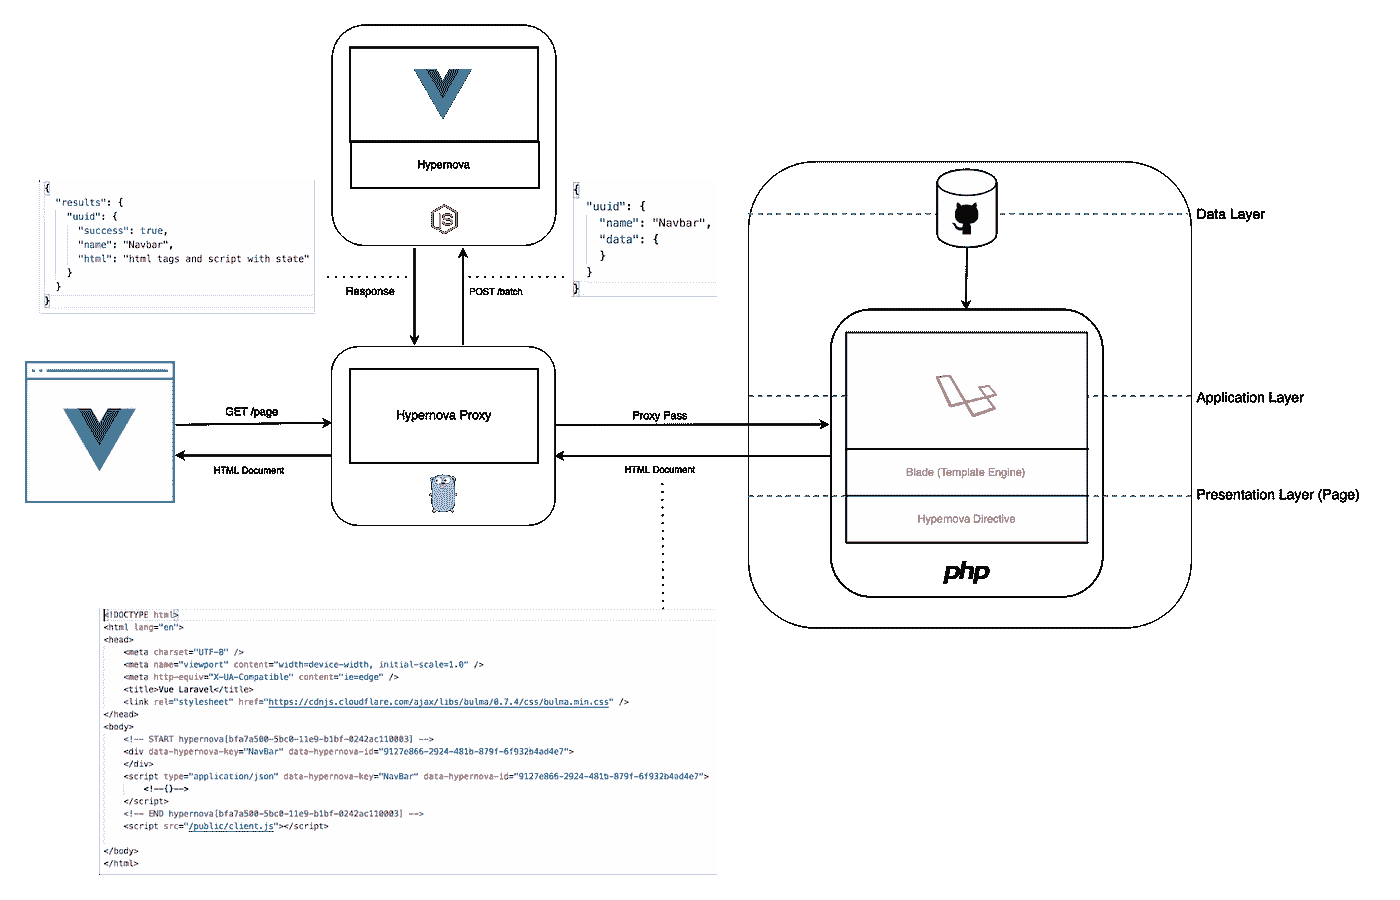 Hypernova
JS
{
"results": {
"uuid": {
"success": true,
"name": "Navbar",
"html": "html tags and script with state"
}
}
}
{
"uuid": {
"name": "Navbar",
"data": {
}
}
}
Response
POST /batch
GET /page
HTML Document
Hypernova Proxy
Proxy Pass
HTML Document
Data Layer
Application Layer
Blade (Template Engine)
Presentation Layer (Page)
Hypernova Directive
php
<!DOCTYPE html>
<html lang="en">
<head>
<meta charset="UTF-8" />
<meta name="viewport" content="width=device-width, initial-scale=1.0" />
<meta http-equiv="X-UA-Compatible" content="ie=edge" />
<title>Vue Laravel</title>
<link rel="stylesheet" href="https://cdnjs.cloudflare.com/ajax/libs/bulma/0.7.4/css/bulma.min.css" />
</head>
<body>
<!-- START hypernova[bfa7a500-5bc0-11e9-b1bf-0242ac110003] -->
<div data-hypernova-key="NavBar" data-hypernova-id="9127e866-2924-481b-879f-6f932b4ad4e7">
</div>
<script type="application/json" data-hypernova-key="NavBar" data-hypernova-id="9127e866-2924-481b-879f-6f932b4ad4e7">
<!--{}-->
</script>
<!-- END hypernova[bfa7a500-5bc0-11e9-b1bf-0242ac110003] -->
<script src="/public/client.js"></script>
</body>
</html>